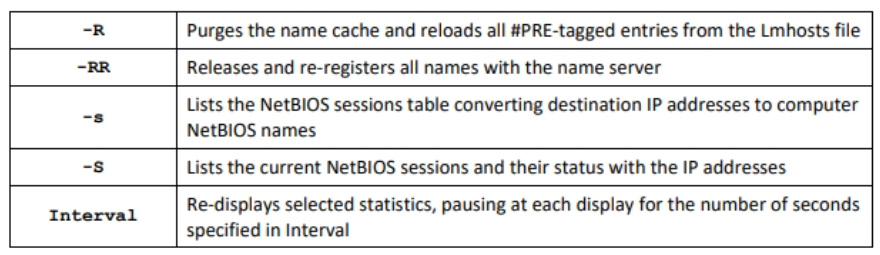 -R Purges the name cache and reloads all #PRE-tagged entries from the Lmhosts file
-RR Releases and re-registers all names with the name server
-s Lists the NetBIOS sessions table converting destination IP addresses to computer
NetBIOS names
-S Lists the current NetBIOS sessions and their status with the IP addresses
Interval Re-displays selected statistics, pausing at each display for the number of seconds
specified in Interval